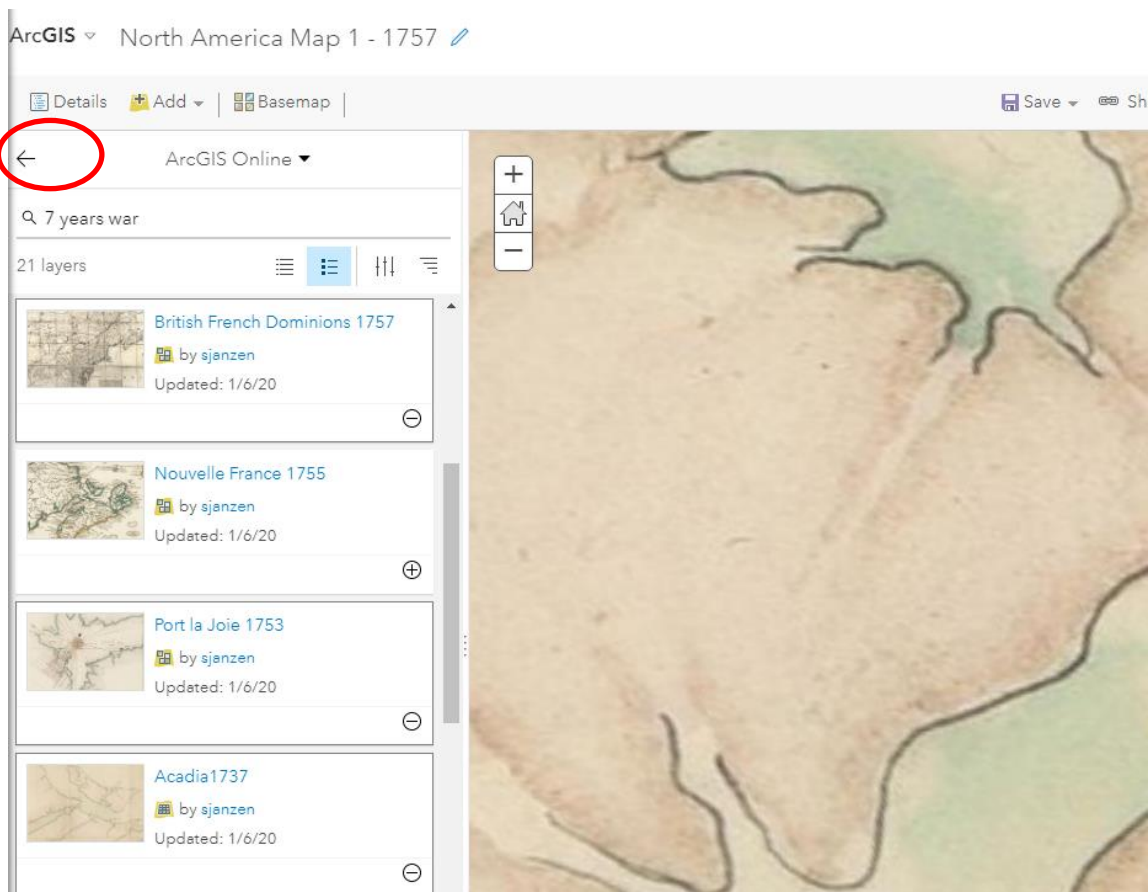 ArcGIS North America Map 1 - 1757
Details Add Basemap Save Sh
ArcGIS Online
7 years war
21 layers
British French Dominions 1757
by sjanzen
Updated: 1/6/20
Nouvelle France 1755
by sjanzen
Updated: 1/6/20
Port la Joie 1753
by sjanzen
Updated: 1/6/20
Acadia1737
by sjanzen
Updated: 1/6/20